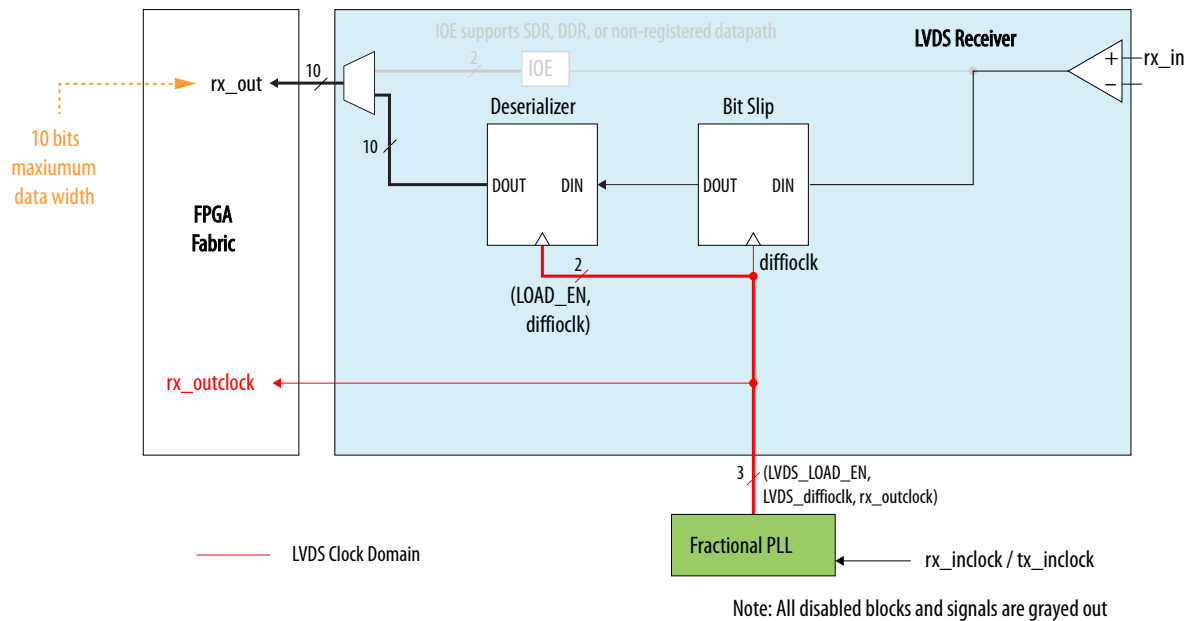 IOE supports SDR, DDR, or non-registered datapath
LVDS Receiver
2
IOE
10
rx_out
+
rx_in
−
Deserializer
Bit Slip
10 bits
maxiumum
data width
10
DOUT
DIN
DOUT
DIN
FPGA
Fabric
2
diffioclk
(LOAD_EN,
diffioclk)
rx_outclock
3
(LVDS_LOAD_EN,
LVDS_diffioclk, rx_outclock)
LVDS Clock Domain
Fractional PLL
rx_inclock / tx_inclock
Note: All disabled blocks and signals are grayed out